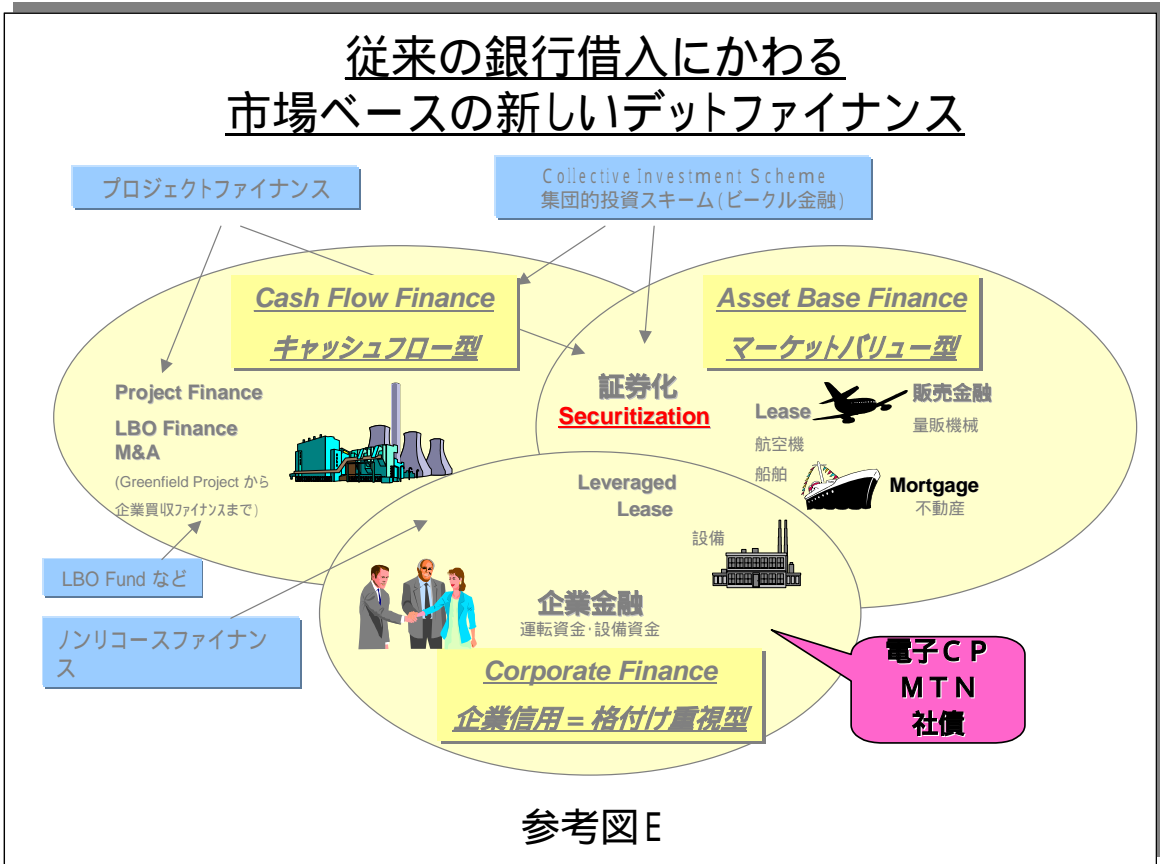 従来の銀行借入にかわる
市場ベースの新しいデットファイナンス
プロジェクトファイナンス
Collective Investment Scheme
集団的投資スキーム(ビークル金融)
Cash Flow Finance
キャッシュフロー型
Asset Base Finance
マーケットバリュー型
Project Finance
LBO Finance
M&A
(Greenfield Project から
企業買収ファイナンスまで)
証券化
Securitization
Lease
航空機
船舶
販売金融
量販機械
Mortgage
不動産
Leveraged
Lease
設備
LBO Fund など
ノンリコースファイナン
ス
企業金融
運転資金・設備資金
Corporate Finance
企業信用 = 格付け重視型
電子CP
MTN
社債
参考図E